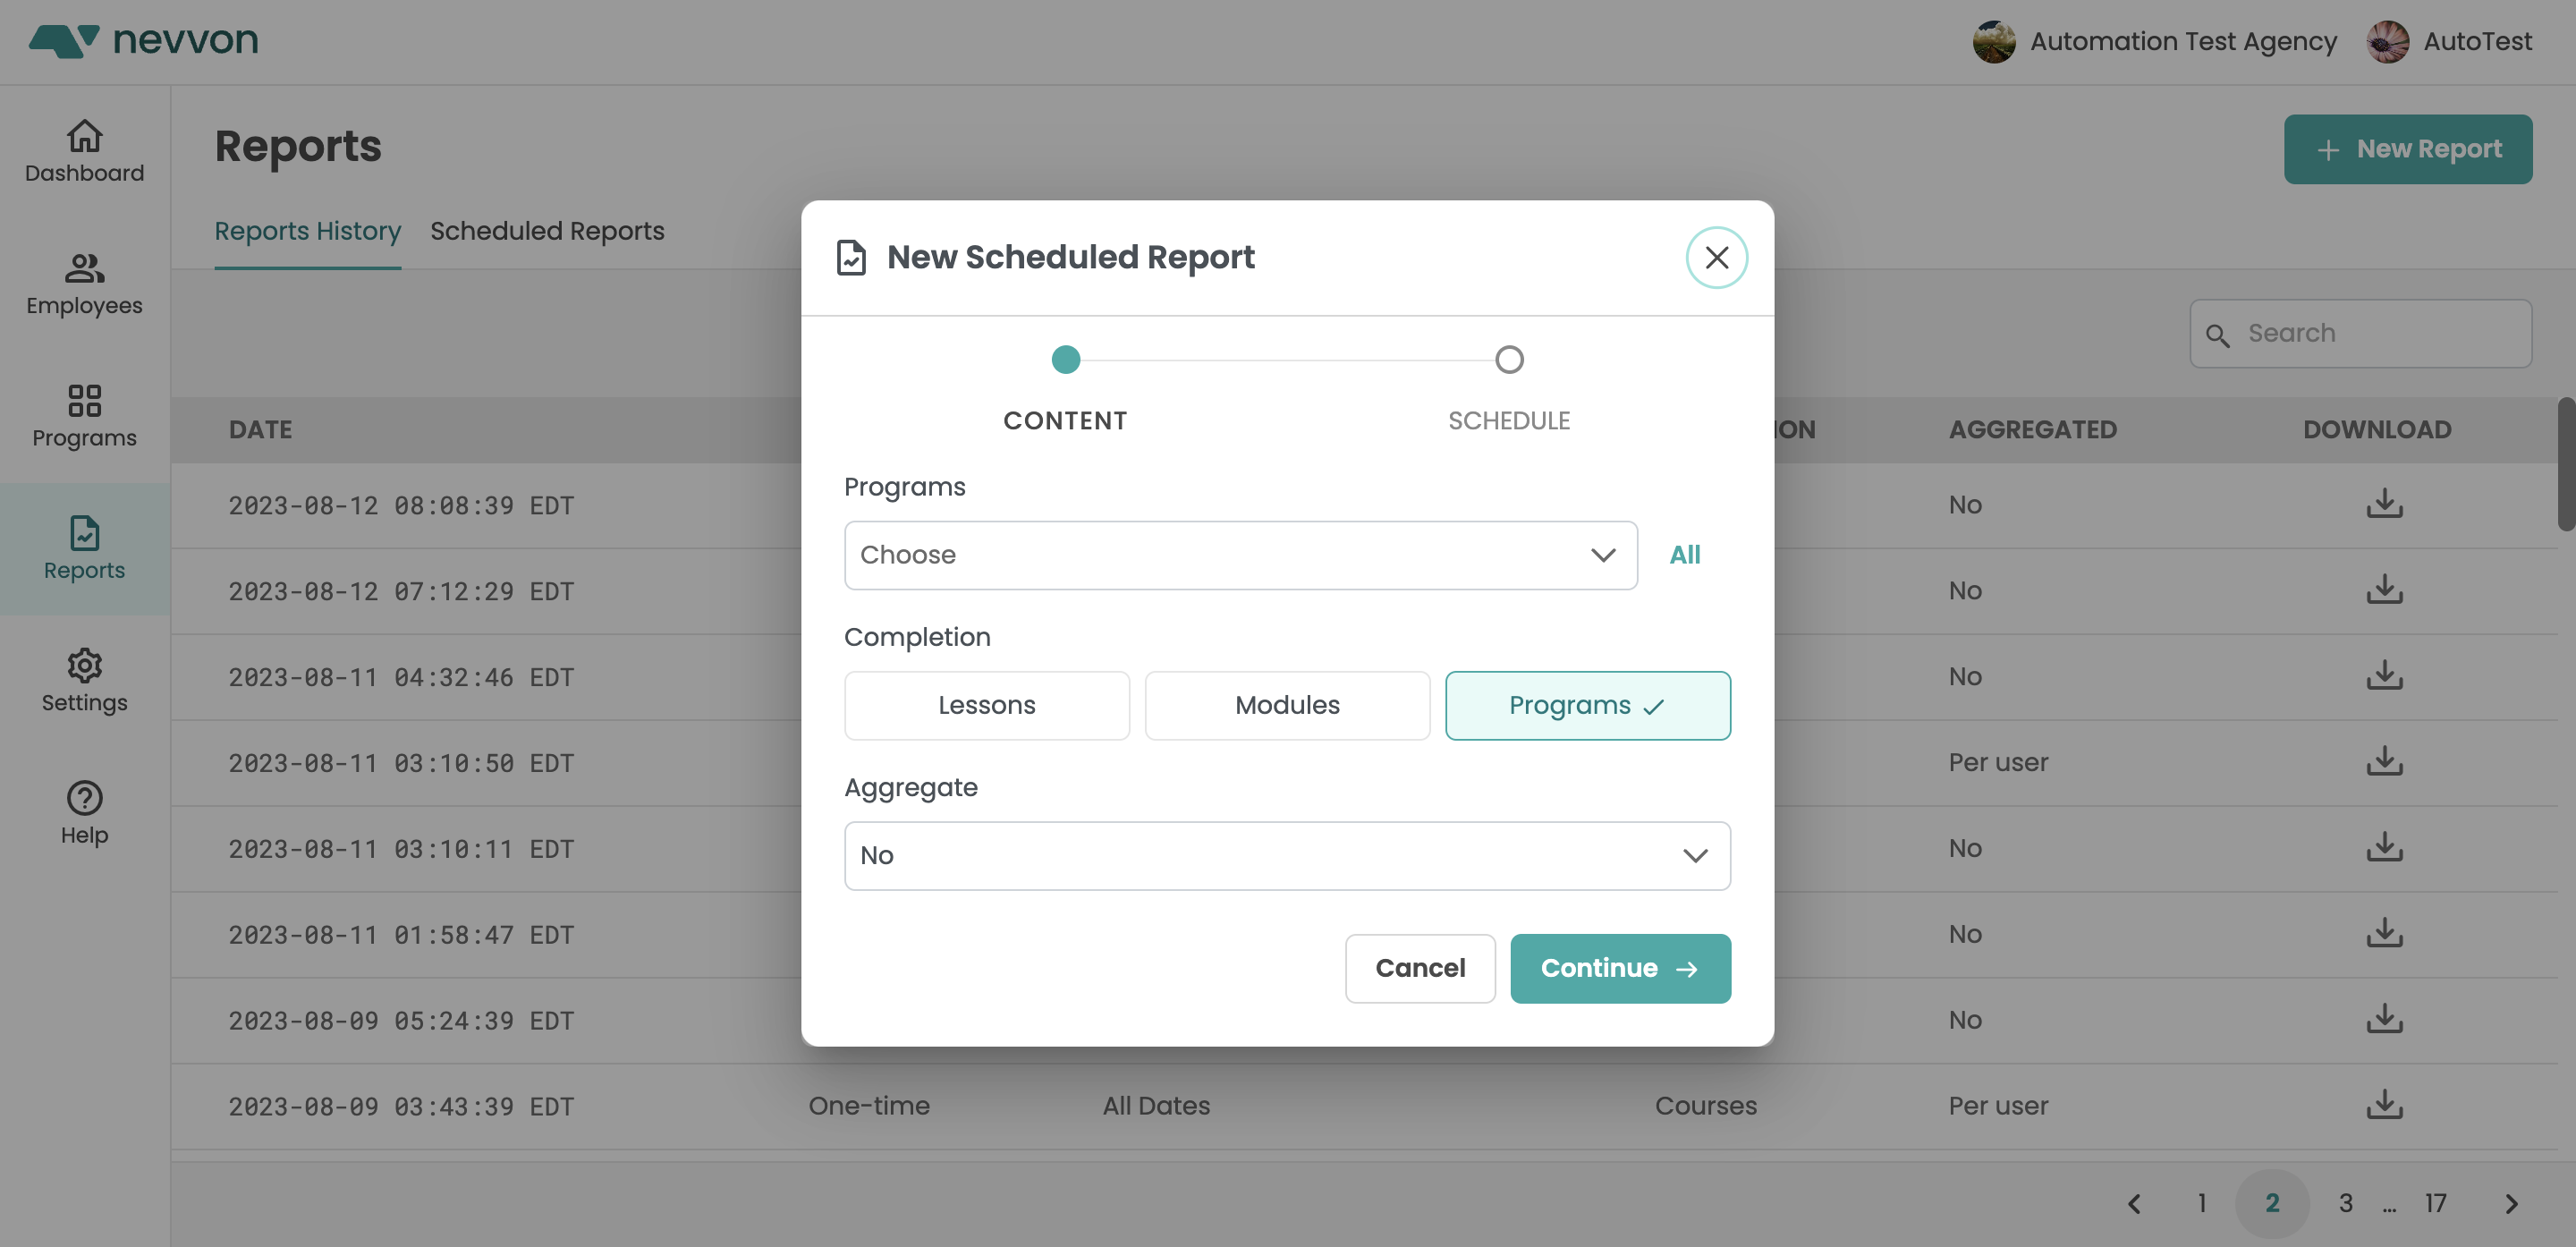 nevvon
Automation Test Agency
AutoTest
Dashboard
Employees
Programs
Reports
Settings
Help
Reports
New Report
Reports History
Scheduled Reports
Search
DATE
ION
AGGREGATED
DOWNLOAD
2023-08-12 08:08:39 EDT
No
2023-08-12 07:12:29 EDT
No
2023-08-11 04:32:46 EDT
No
2023-08-11 03:10:50 EDT
Per user
2023-08-11 03:10:11 EDT
No
2023-08-11 01:58:47 EDT
No
2023-08-09 05:24:39 EDT
No
2023-08-09 03:43:39 EDT
One-time
All Dates
Courses
Per user
1
2
3
...
17
New Scheduled Report
CONTENT
SCHEDULE
Programs
Choose
All
Completion
Lessons
Modules
Programs
Aggregate
No
Cancel
Continue